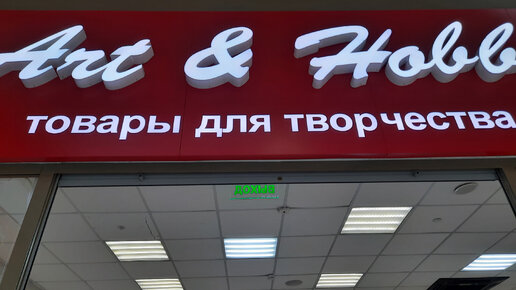 Art & Hobb
товары для творчества